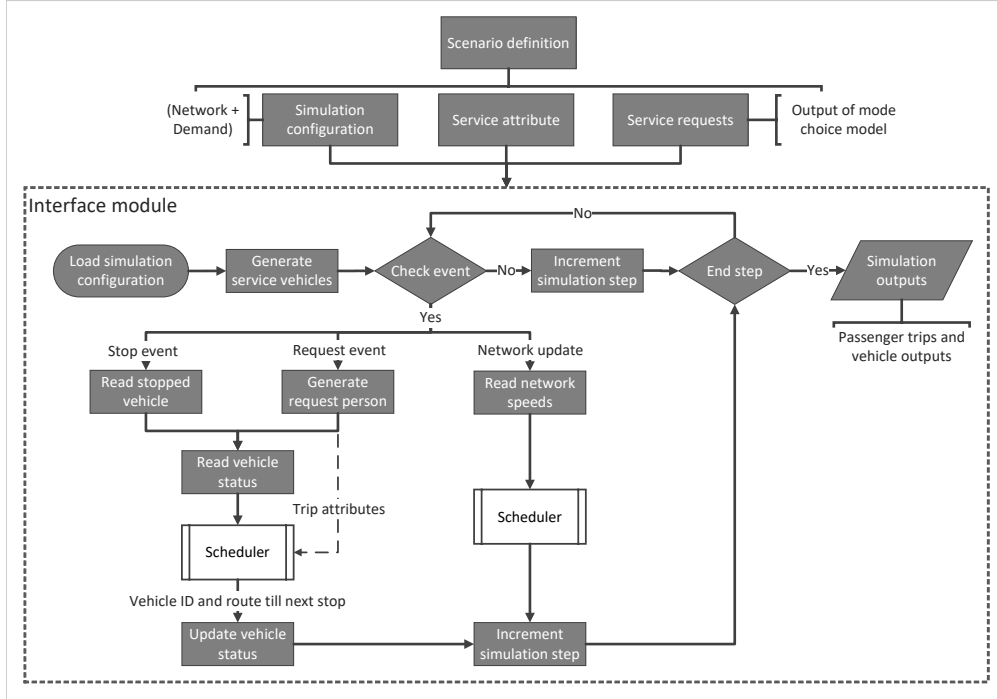 Scenario definition
(Network +
Demand)
Simulation
configuration
Service attribute
Service requests
Output of mode
choice model
Interface module
No
Load simulation
configuration
Generate
service vehicles
Check event
No
Increment
simulation step
End step
Yes
Simulation
outputs
Yes
Passenger trips and
vehicle outputs
Stop event
Request event
Network update
Read stopped
vehicle
Generate
request person
Read network
speeds
Read vehicle
status
Trip attributes
Scheduler
Scheduler
Vehicle ID and route till next stop
Update vehicle
status
Increment
simulation step